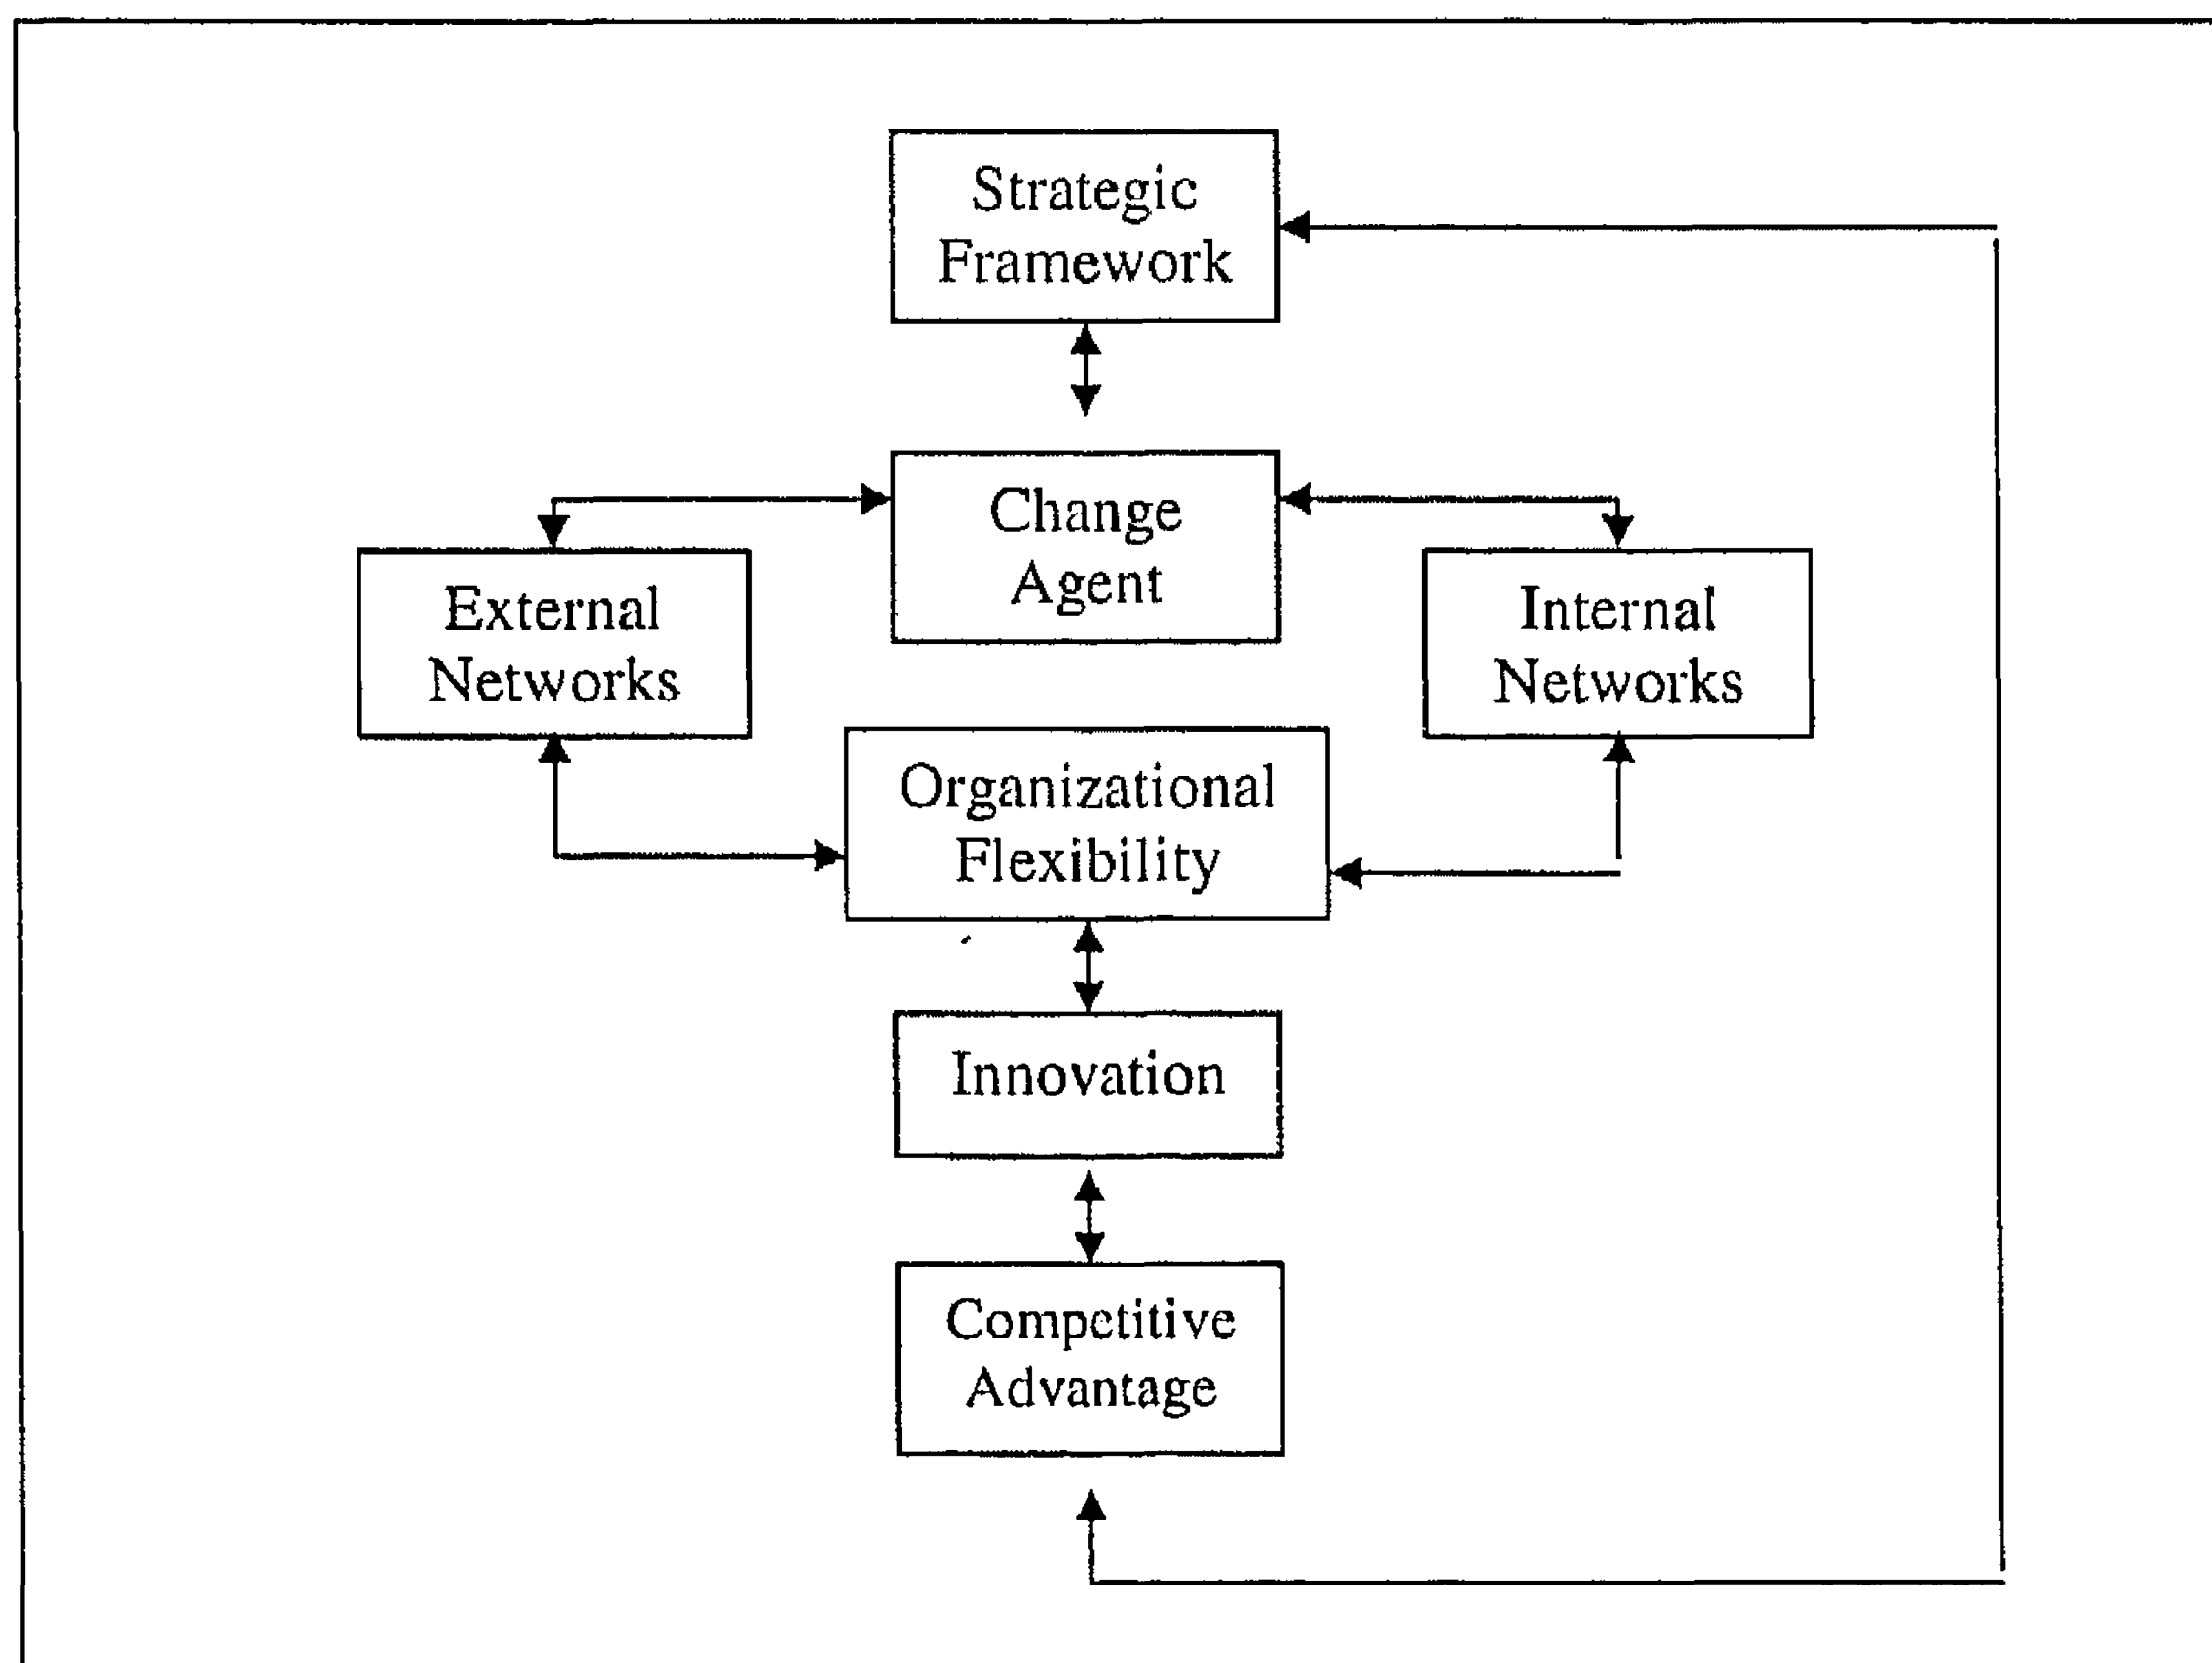 Strategic
Framework
Change
Agent
External
Networks
Internal
Networks
Organizational
Flexibility
Innovation
Competitive
Advantage